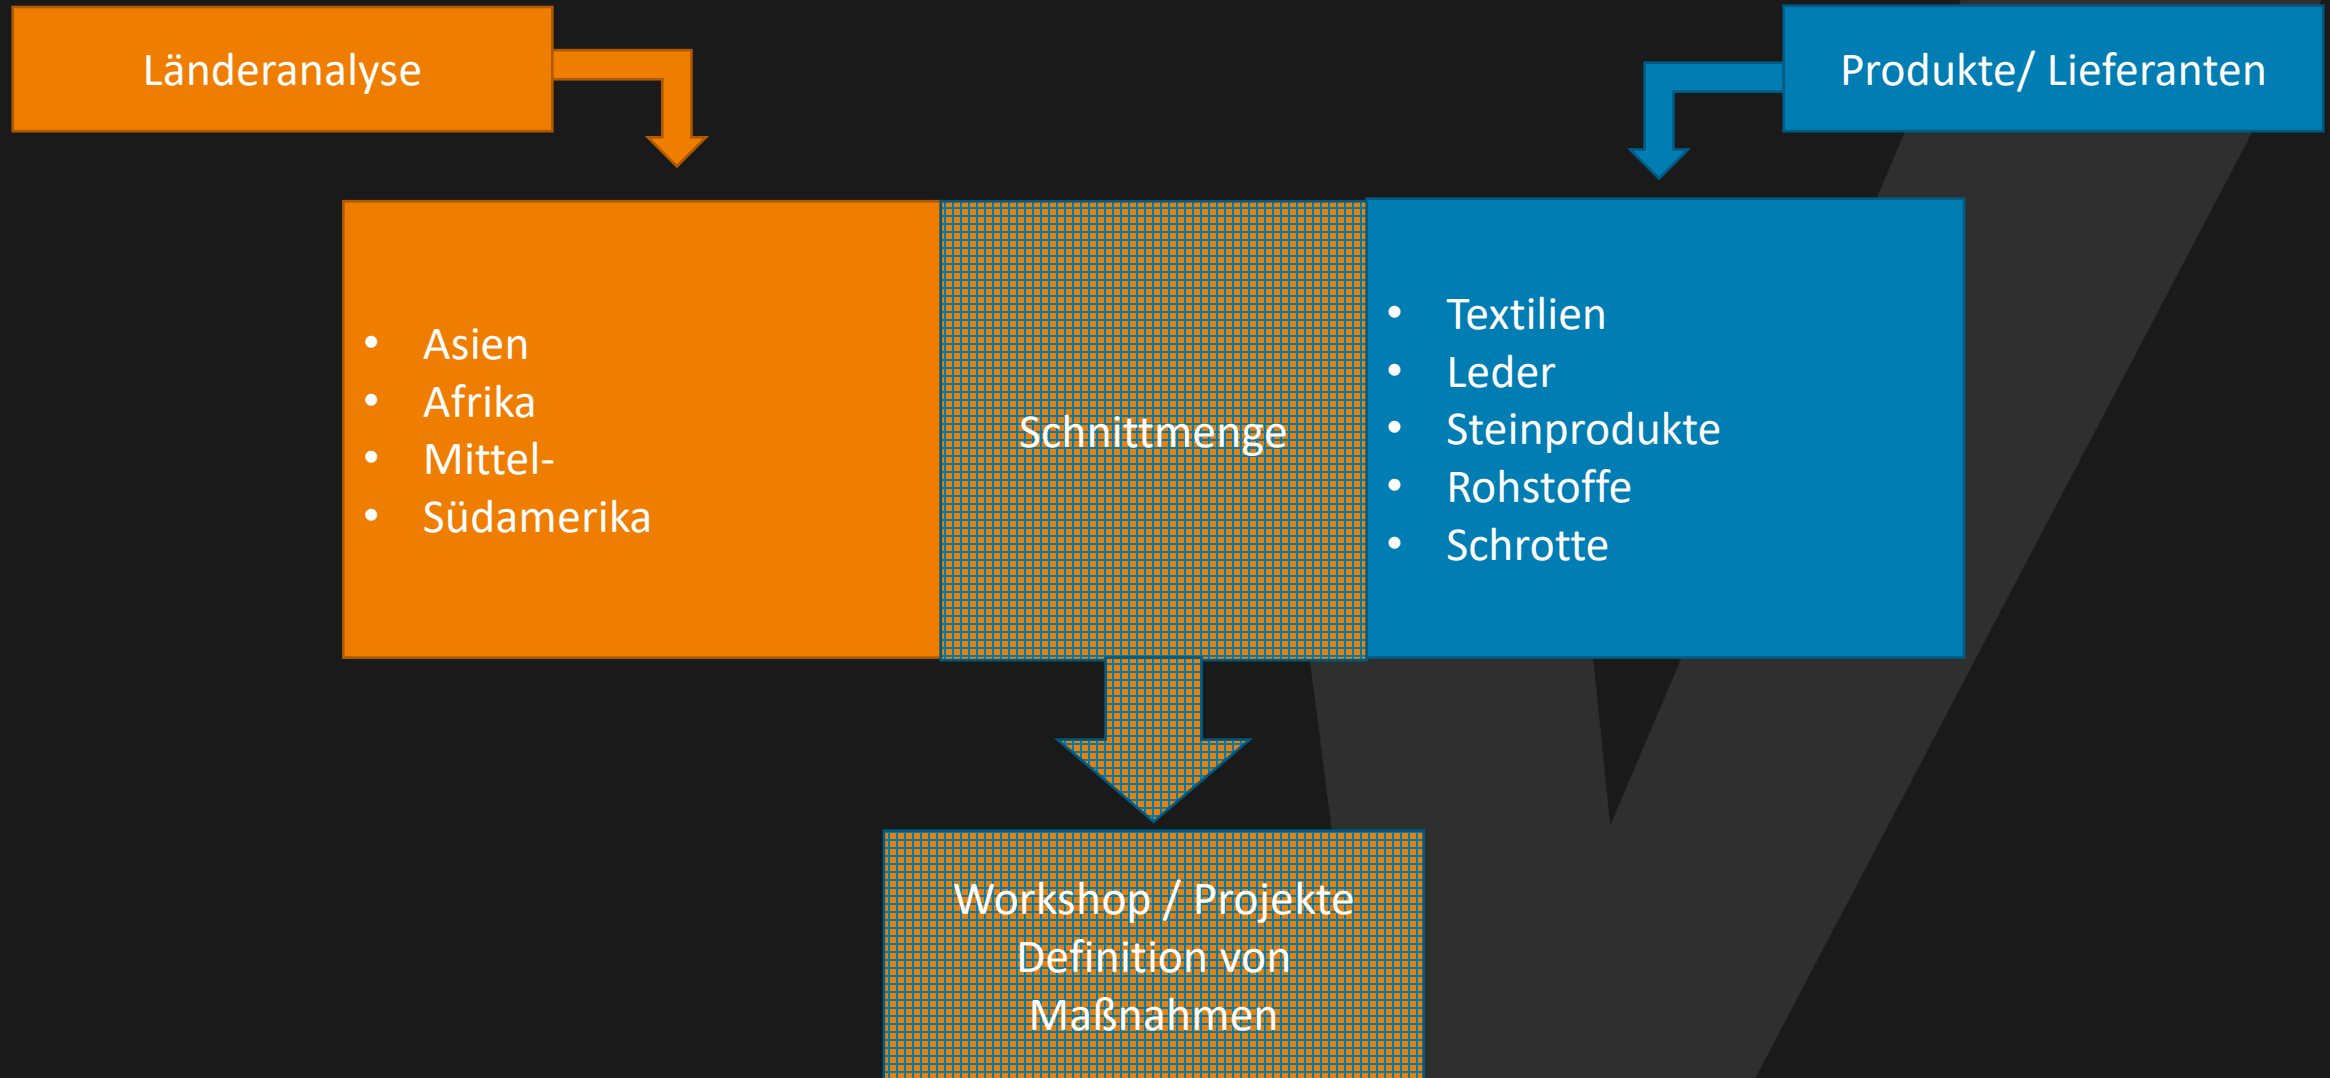 Länderanalyse
Produkte/ Lieferanten
• Asien
• Afrika
• Mittel-
• Südamerika
Schnittmenge
• Textilien
• Leder
• Steinprodukte
• Rohstoffe
• Schrotte
Workshop / Projekte
Definition von
Maßnahmen